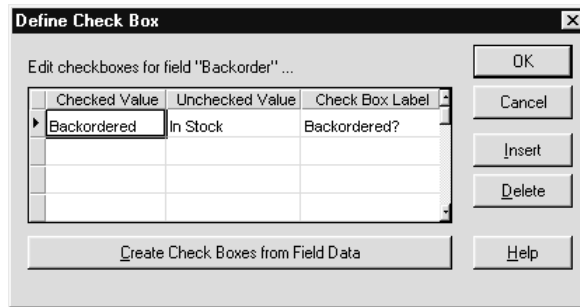 Define Check Box
Edit checkboxes for field "Backorder" ...
Checked Value Unchecked Value Check Box Label
Backordered In Stock Backordered?
Create Check Boxes from Field Data
OK
Cancel
Insert
Delete
Help